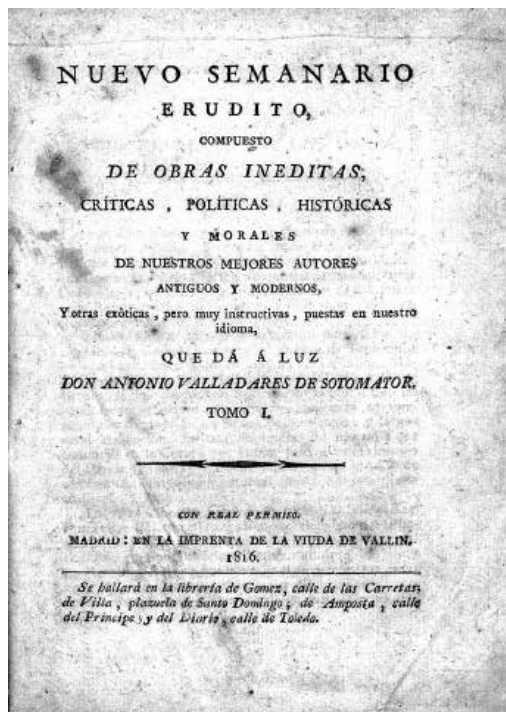 NUEVO SEMANARIO
ERUDITO,
COMPUESTO
DE OBRAS INEDITAS,
CRÍTICAS , POLÍTICAS , HISTÓRICAS
Y MORALES
DE NUESTROS MEJORES AUTORES
ANTIGUOS Y MODERNOS,
Y otras exòticas, pero muy instructivas, puestas en nuestro
idioma,
QUE DÁ Á LUZ
DON ANTONIO VALLADARES DE SOTOMAYOR.
TOMO I.
CON REAL PERMISO.
MADRID: EN LA IMPRENTA DE LA VIUDA DE VALLIN.
1816.
Se hallará en la librería de Gomez, calle de las Carretas;
de Villa, plazuela de Santo Domingo; de Amposta, calle
del Príncipe; y del Diario, calle de Toledo.